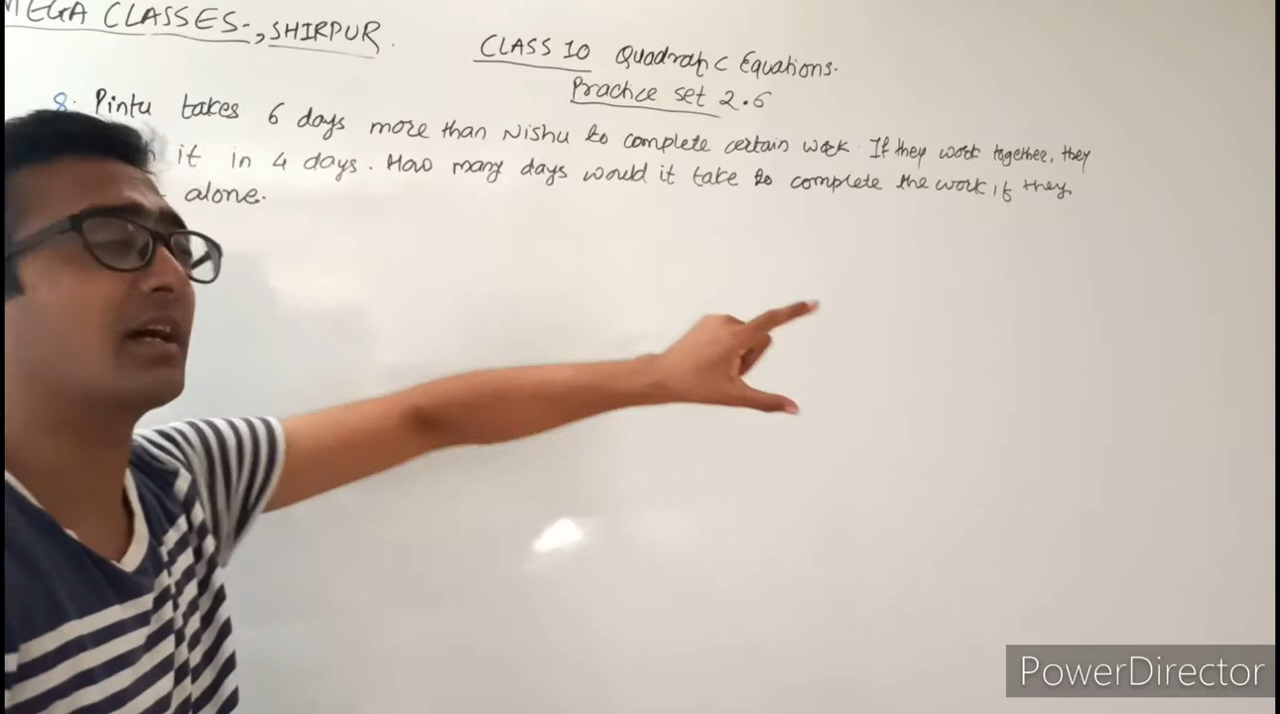 MEGA CLASSES-, SHIRPUR.
CLASS 10 Quadratic Equations.
Practice set 2.6
8. Pintu takes 6 days more than Nishu to complete certain work. If they work together, they
it in 4 days. How many days would it take to complete the work if they
alone.
PowerDirector